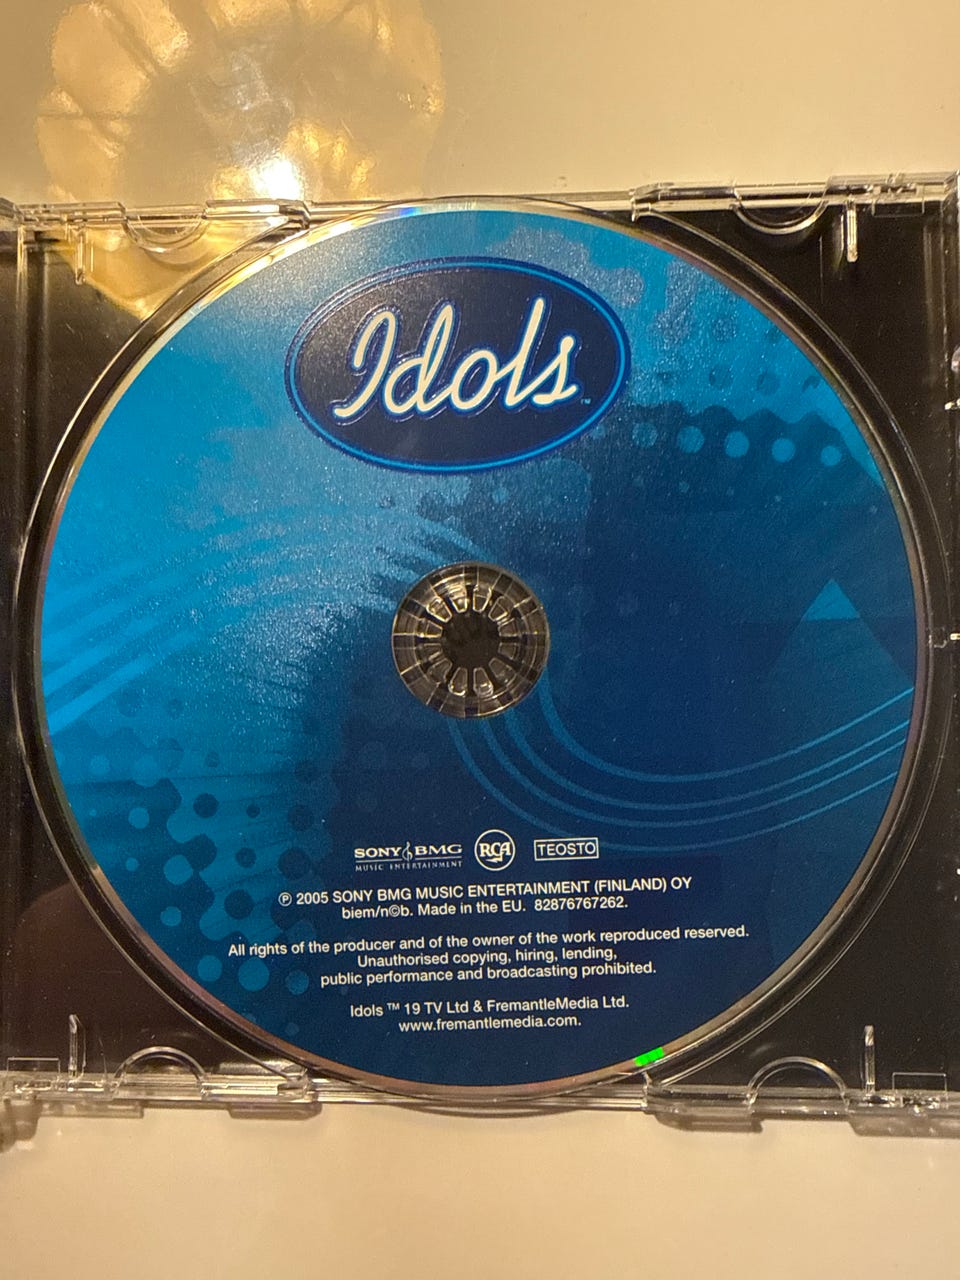 Idols™
SONY BMG
MUSIC ENTERTAINMENT
RCA
TEOSTO
℗ 2005 SONY BMG MUSIC ENTERTAINMENT (FINLAND) OY
biem/n©b. Made in the EU. 82876767262.
All rights of the producer and of the owner of the work reproduced reserved.
Unauthorised copying, hiring, lending,
public performance and broadcasting prohibited.
Idols ™ 19 TV Ltd & FremantleMedia Ltd.
www.fremantlemedia.com.